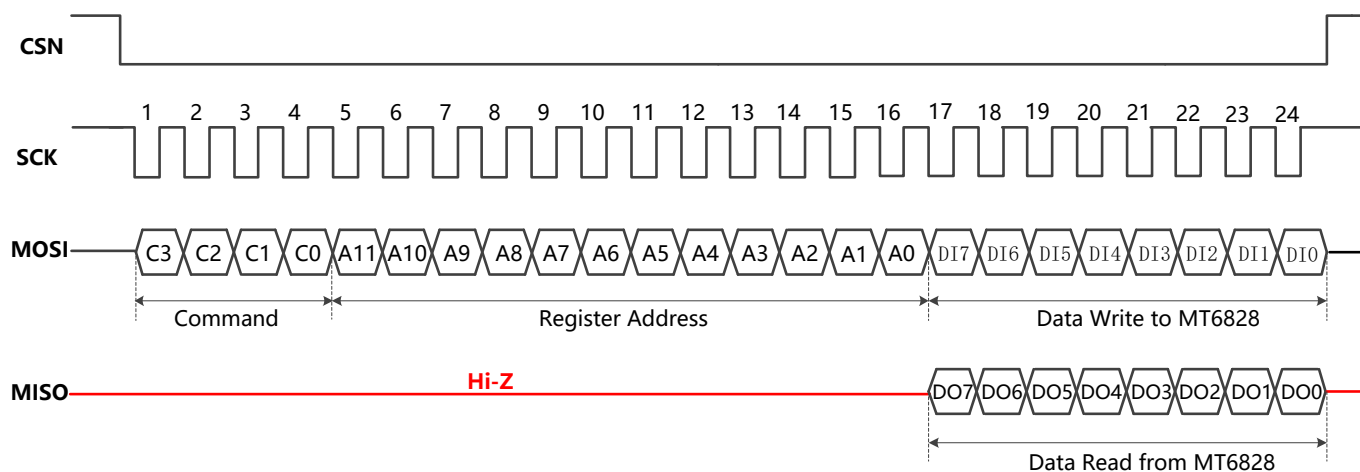 CSN
1 2 3 4 5 6 7 8 9 10 11 12 13 14 15 16 17 18 19 20 21 22 23 24
SCK
MOSI C3 C2 C1 C0 A11 A10 A9 A8 A7 A6 A5 A4 A3 A2 A1 A0 DI7 DI6 DI5 DI4 DI3 DI2 DI1 DI0
Command Register Address Data Write to MT6828
Hi-Z
MISO DO7 DO6 DO5 DO4 DO3 DO2 DO1 DO0
Data Read from MT6828